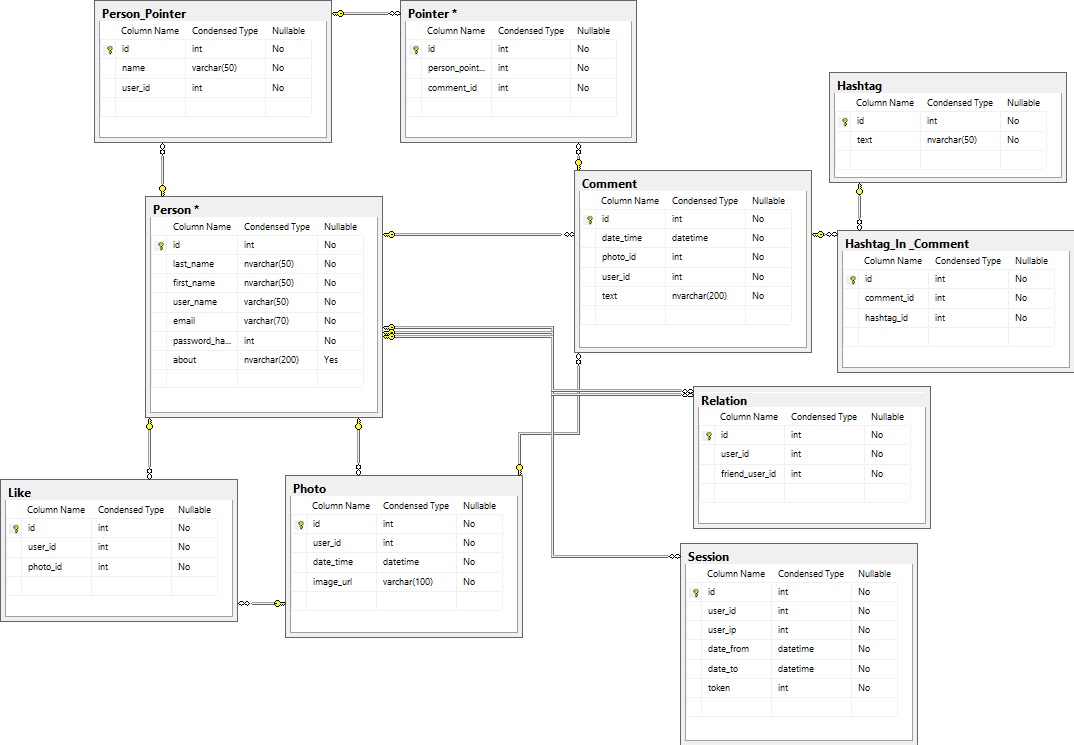 Person_Pointer
Column Name Condensed Type Nullable
id int No
name varchar(50) No
user_id int No
Pointer *
Column Name Condensed Type Nullable
id int No
person_point... int No
comment_id int No
Hashtag
Column Name Condensed Type Nullable
id int No
text nvarchar(50) No
Comment
Column Name Condensed Type Nullable
id int No
date_time datetime No
photo_id int No
user_id int No
text nvarchar(200) No
Person *
Column Name Condensed Type Nullable
id int No
last_name nvarchar(50) No
first_name nvarchar(50) No
user_name varchar(50) No
email varchar(70) No
password_ha... int No
about nvarchar(200) Yes
Hashtag_In _Comment
Column Name Condensed Type Nullable
id int No
comment_id int No
hashtag_id int No
Relation
Column Name Condensed Type Nullable
id int No
user_id int No
friend_user_id int No
Like
Column Name Condensed Type Nullable
id int No
user_id int No
photo_id int No
Photo
Column Name Condensed Type Nullable
id int No
user_id int No
date_time datetime No
image_url varchar(100) No
Session
Column Name Condensed Type Nullable
id int No
user_id int No
user_ip int No
date_from datetime No
date_to datetime No
token int No